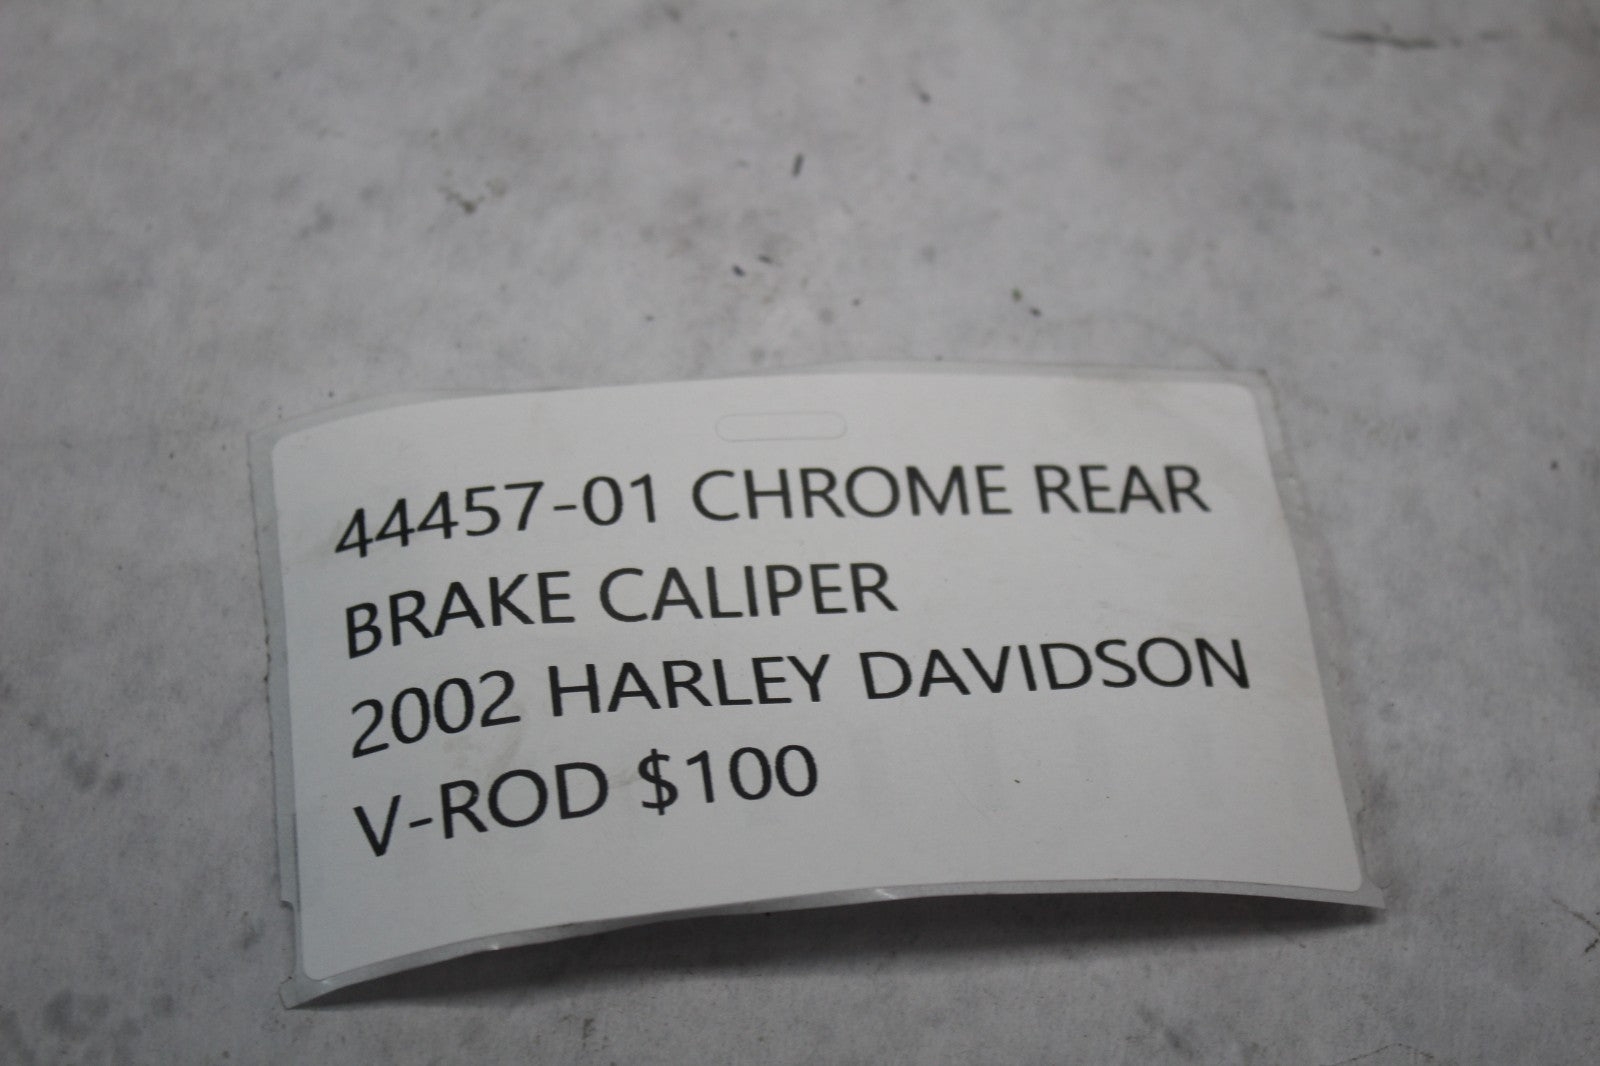 44457-01 CHROME REAR
BRAKE CALIPER
2002 HARLEY DAVIDSON
V-ROD $100